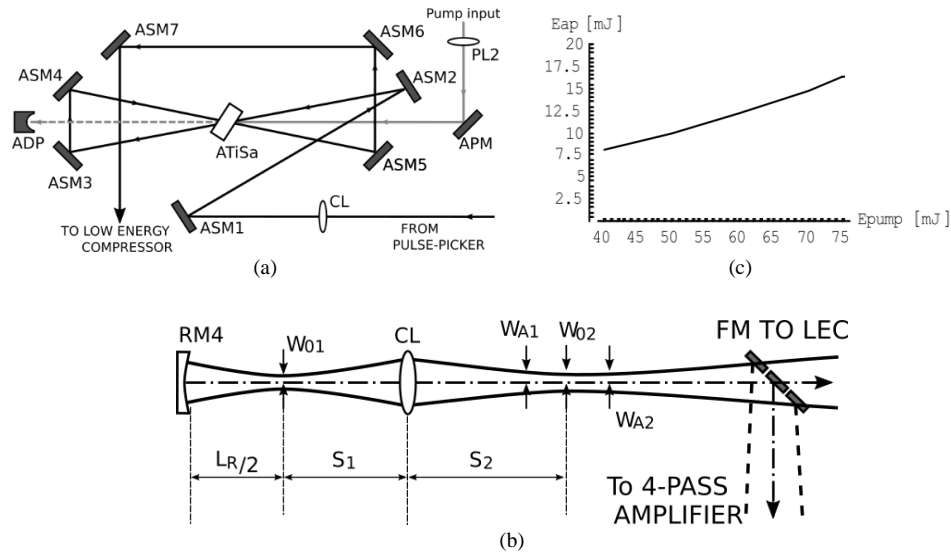 Pump input
ASM7
ASM6
PL2
ASM4
ASM2
ADP
ATiSa
APM
ASM3
ASM5
ASM1
CL
TO LOW ENERGY
COMPRESSOR
FROM
PULSE-PICKER
(a)
Eap [mJ]
20
17.5
15
12.5
10
7.5
5
2.5
Epump [mJ]
40 45 50 55 60 65 70 75
(c)
RM4
W01
CL
WA1
W02
FM TO LEC
WA2
LR/2
S1
S2
To 4-PASS
AMPLIFIER
(b)